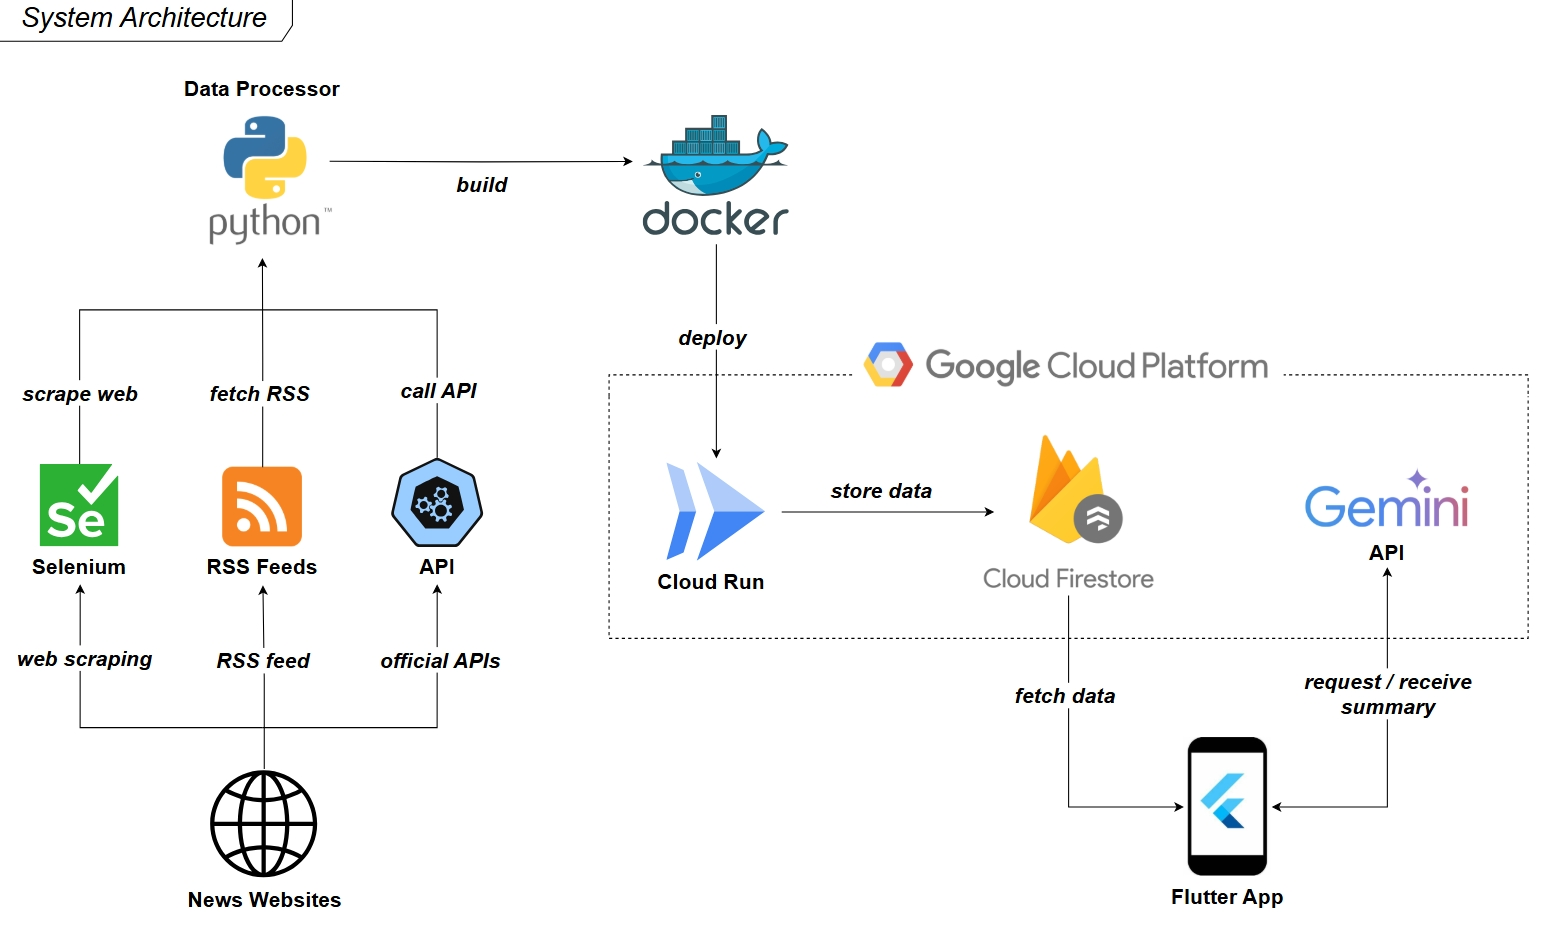 System Architecture
Data Processor
python™
build
docker
deploy
Google Cloud Platform
scrape web
fetch RSS
call API
Se
Selenium
RSS Feeds
API
Cloud Run
store data
Cloud Firestore
Gemini
API
web scraping
RSS feed
official APIs
fetch data
request / receive
summary
News Websites
Flutter App